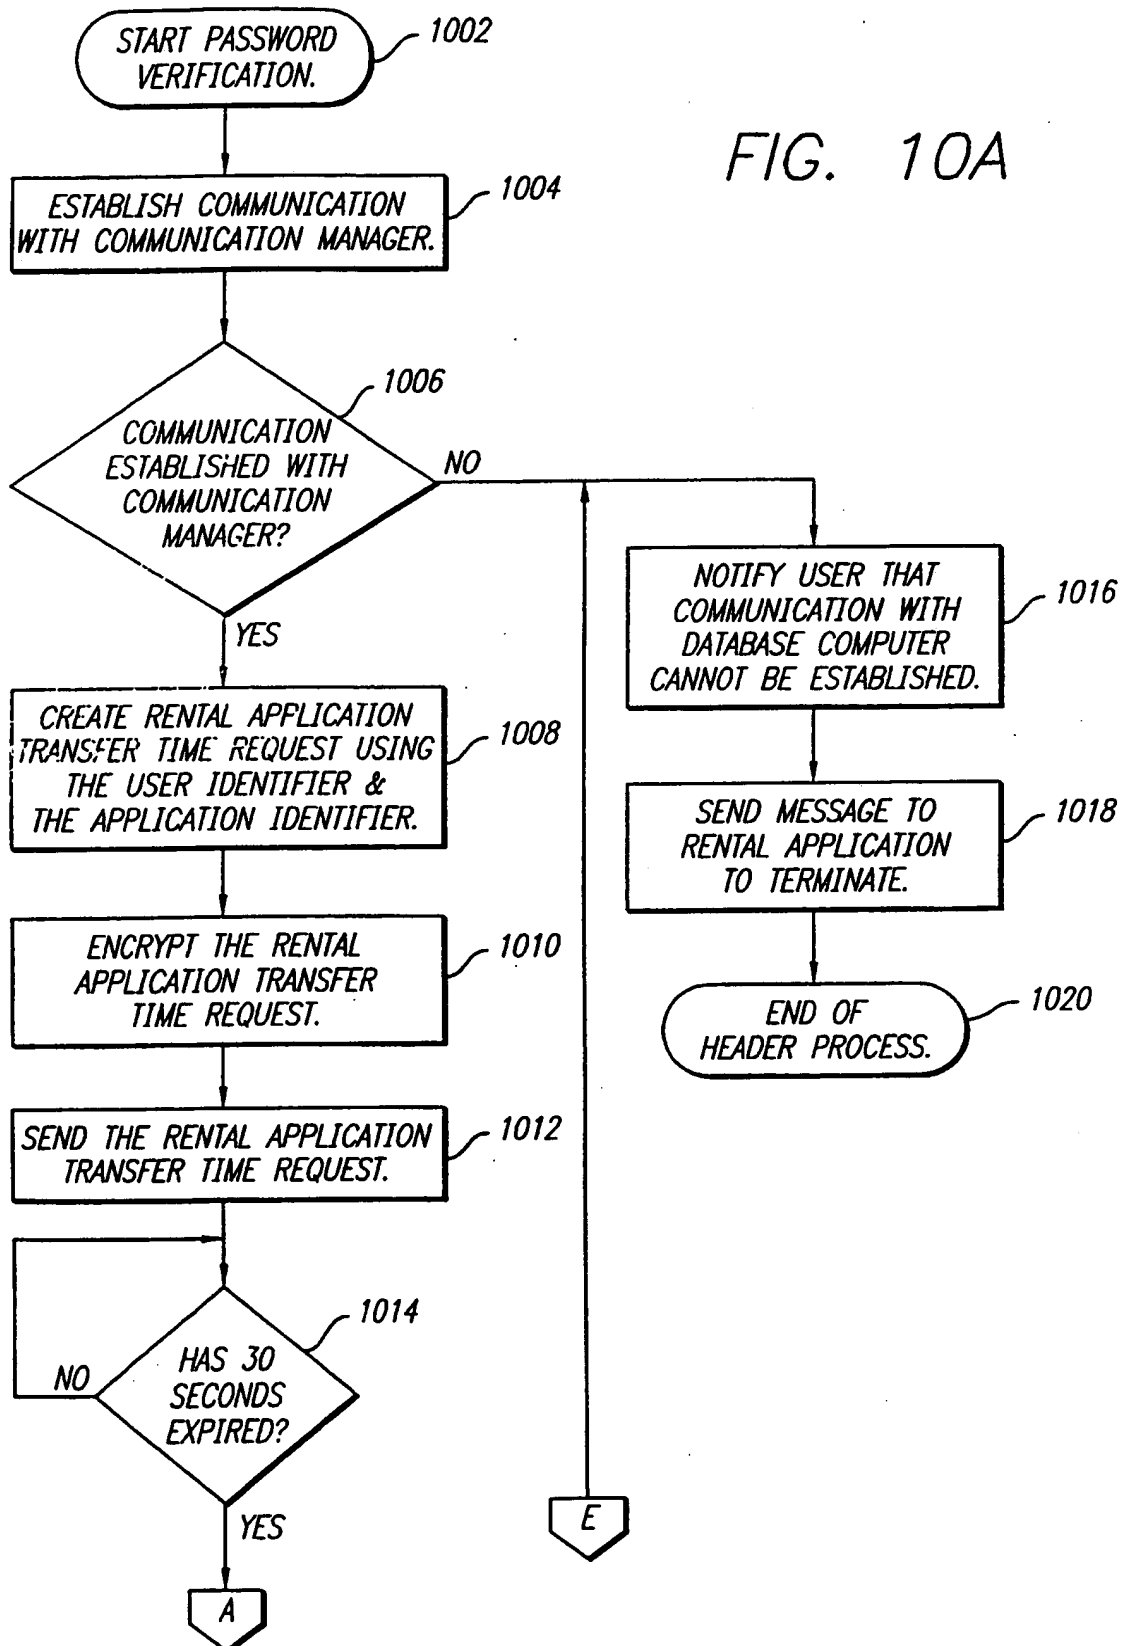 START PASSWORD
VERIFICATION.
1002
FIG. 10A
ESTABLISH COMMUNICATION
WITH COMMUNICATION MANAGER.
1004
COMMUNICATION
ESTABLISHED WITH
COMMUNICATION
MANAGER?
1006
NO
YES
NOTIFY USER THAT
COMMUNICATION WITH
DATABASE COMPUTER
CANNOT BE ESTABLISHED.
1016
CREATE RENTAL APPLICATION
TRANSFER TIME REQUEST USING
THE USER IDENTIFIER &
THE APPLICATION IDENTIFIER.
1008
SEND MESSAGE TO
RENTAL APPLICATION
TO TERMINATE.
1018
ENCRYPT THE RENTAL
APPLICATION TRANSFER
TIME REQUEST.
1010
END OF
HEADER PROCESS.
1020
SEND THE RENTAL APPLICATION
TRANSFER TIME REQUEST.
1012
HAS 30
SECONDS
EXPIRED?
1014
NO
YES
E
A